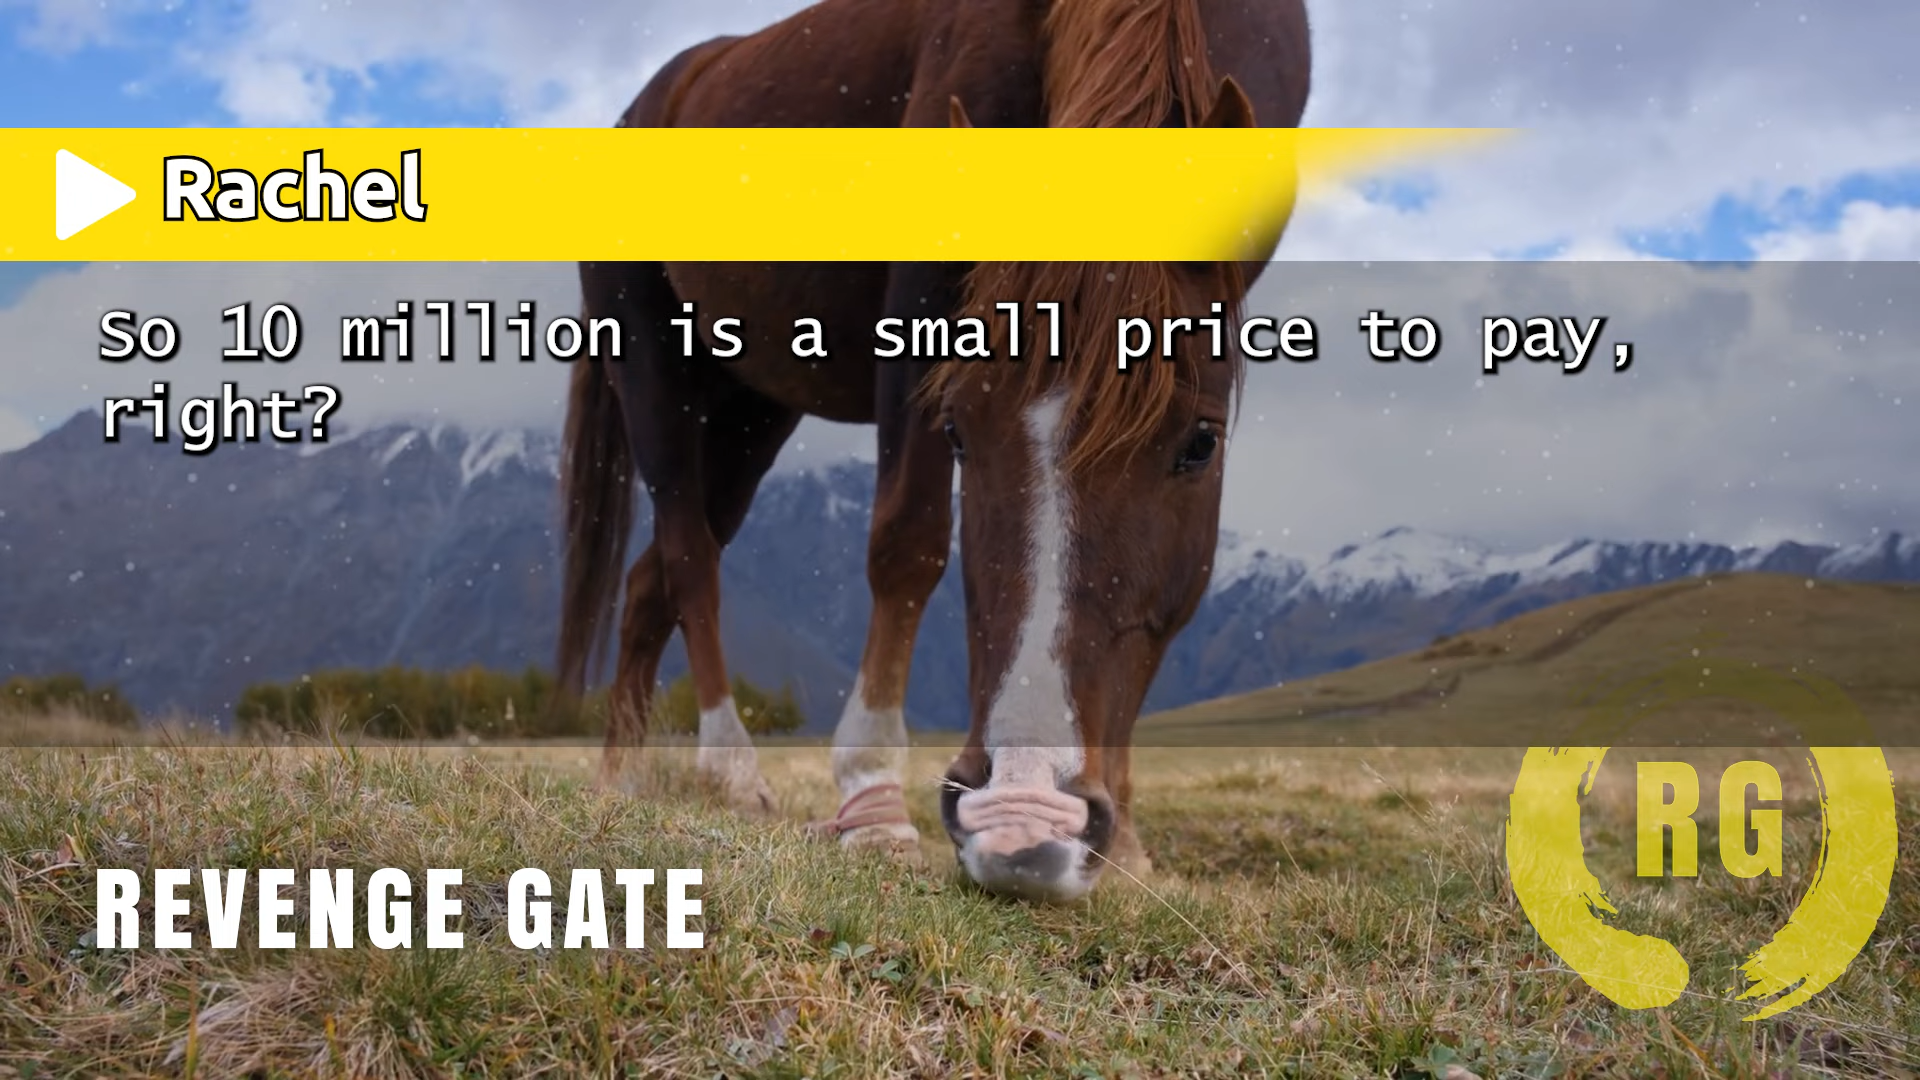 Rachel
So 10 million is a small price to pay,
right?
RG
REVENGE GATE